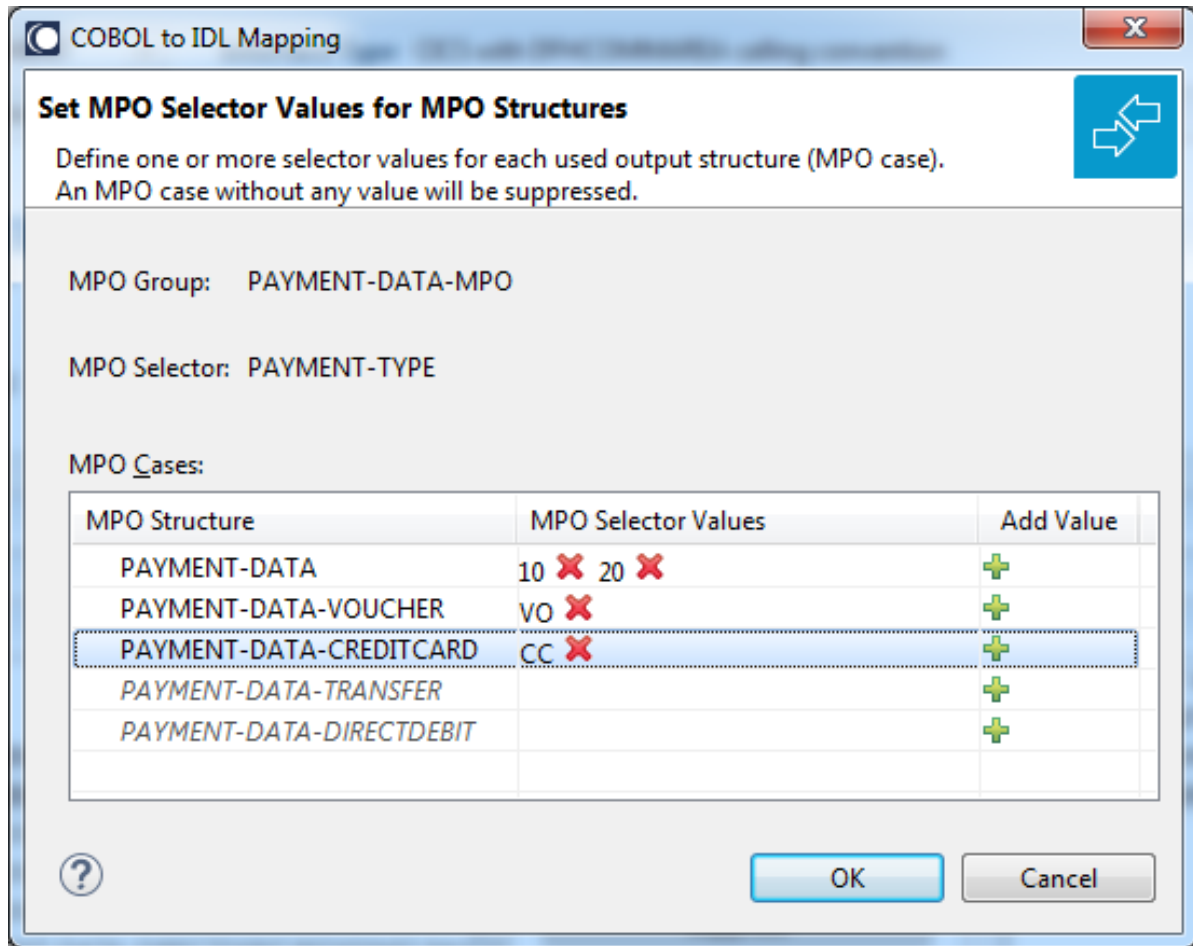 COBOL to IDL Mapping
Set MPO Selector Values for MPO Structures
Define one or more selector values for each used output structure (MPO case).
An MPO case without any value will be suppressed.
MPO Group: PAYMENT-DATA-MPO
MPO Selector: PAYMENT-TYPE
MPO Cases:
MPO Structure MPO Selector Values Add Value
PAYMENT-DATA 10 20
PAYMENT-DATA-VOUCHER VO
PAYMENT-DATA-CREDITCARD CC
PAYMENT-DATA-TRANSFER
PAYMENT-DATA-DIRECTDEBIT
? OK Cancel